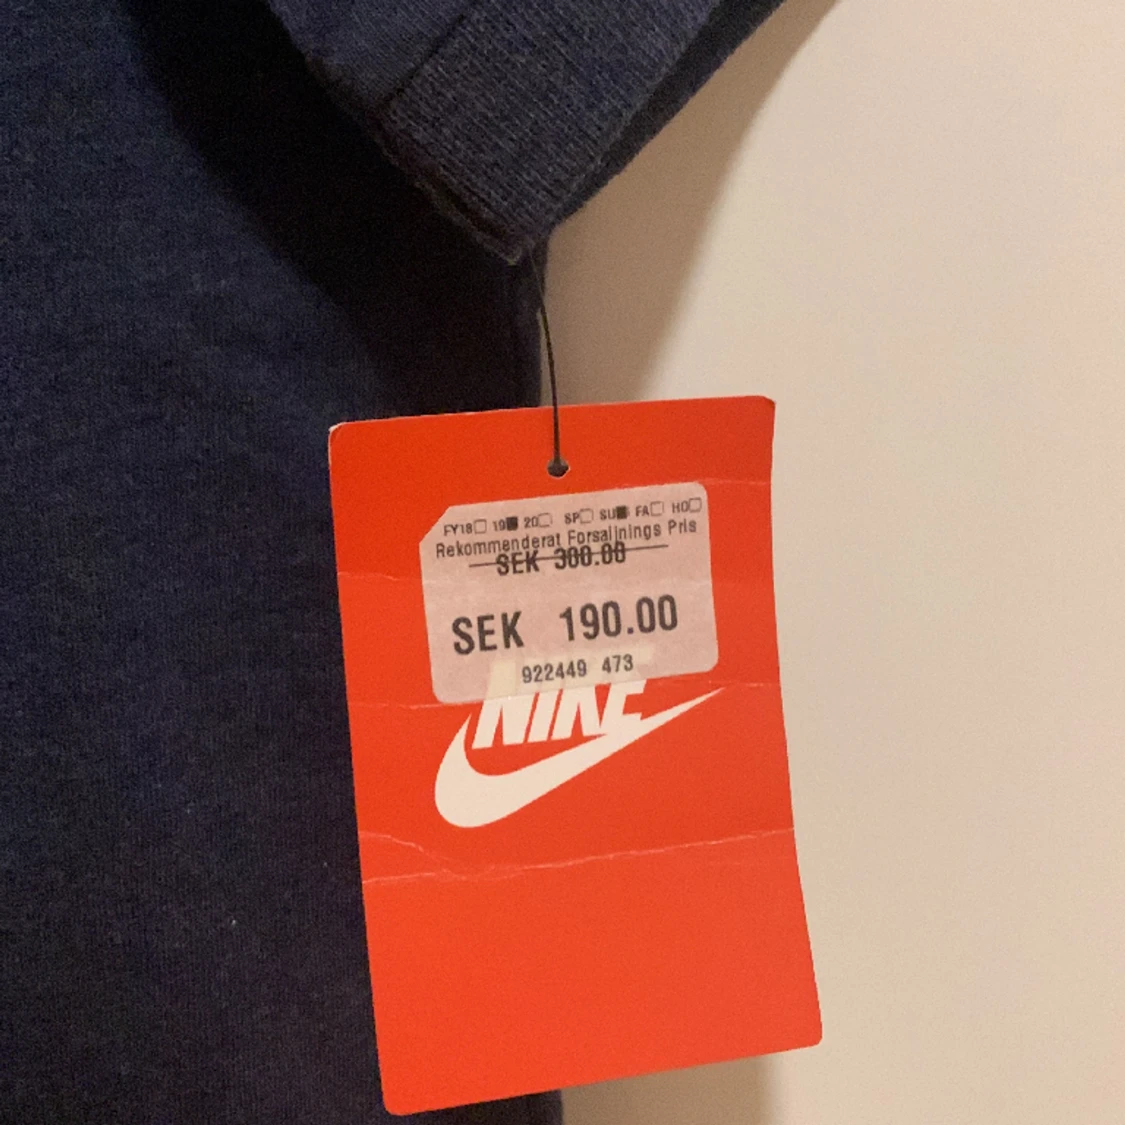 FY18☐ 19■ 20☐ SP☐ SU■ FA☐ HO☐
Rekommenderat Forsalinings Pris
SEK 300.00
SEK 190.00
922449 473
NIKE